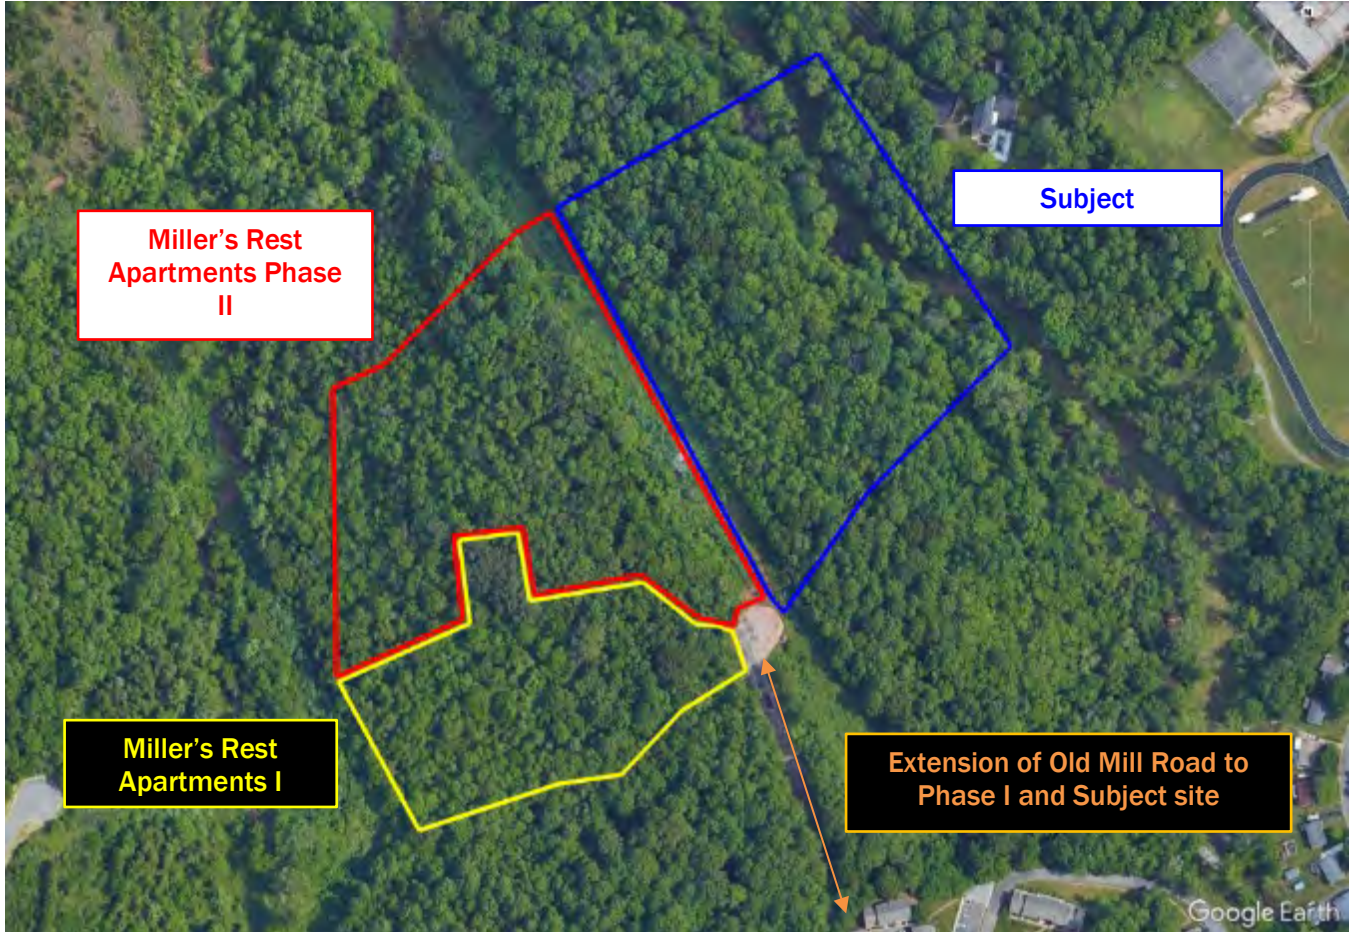 Subject
Miller's Rest
Apartments Phase
II
Miller's Rest
Apartments I
Extension of Old Mill Road to
Phase I and Subject site
Google Earth